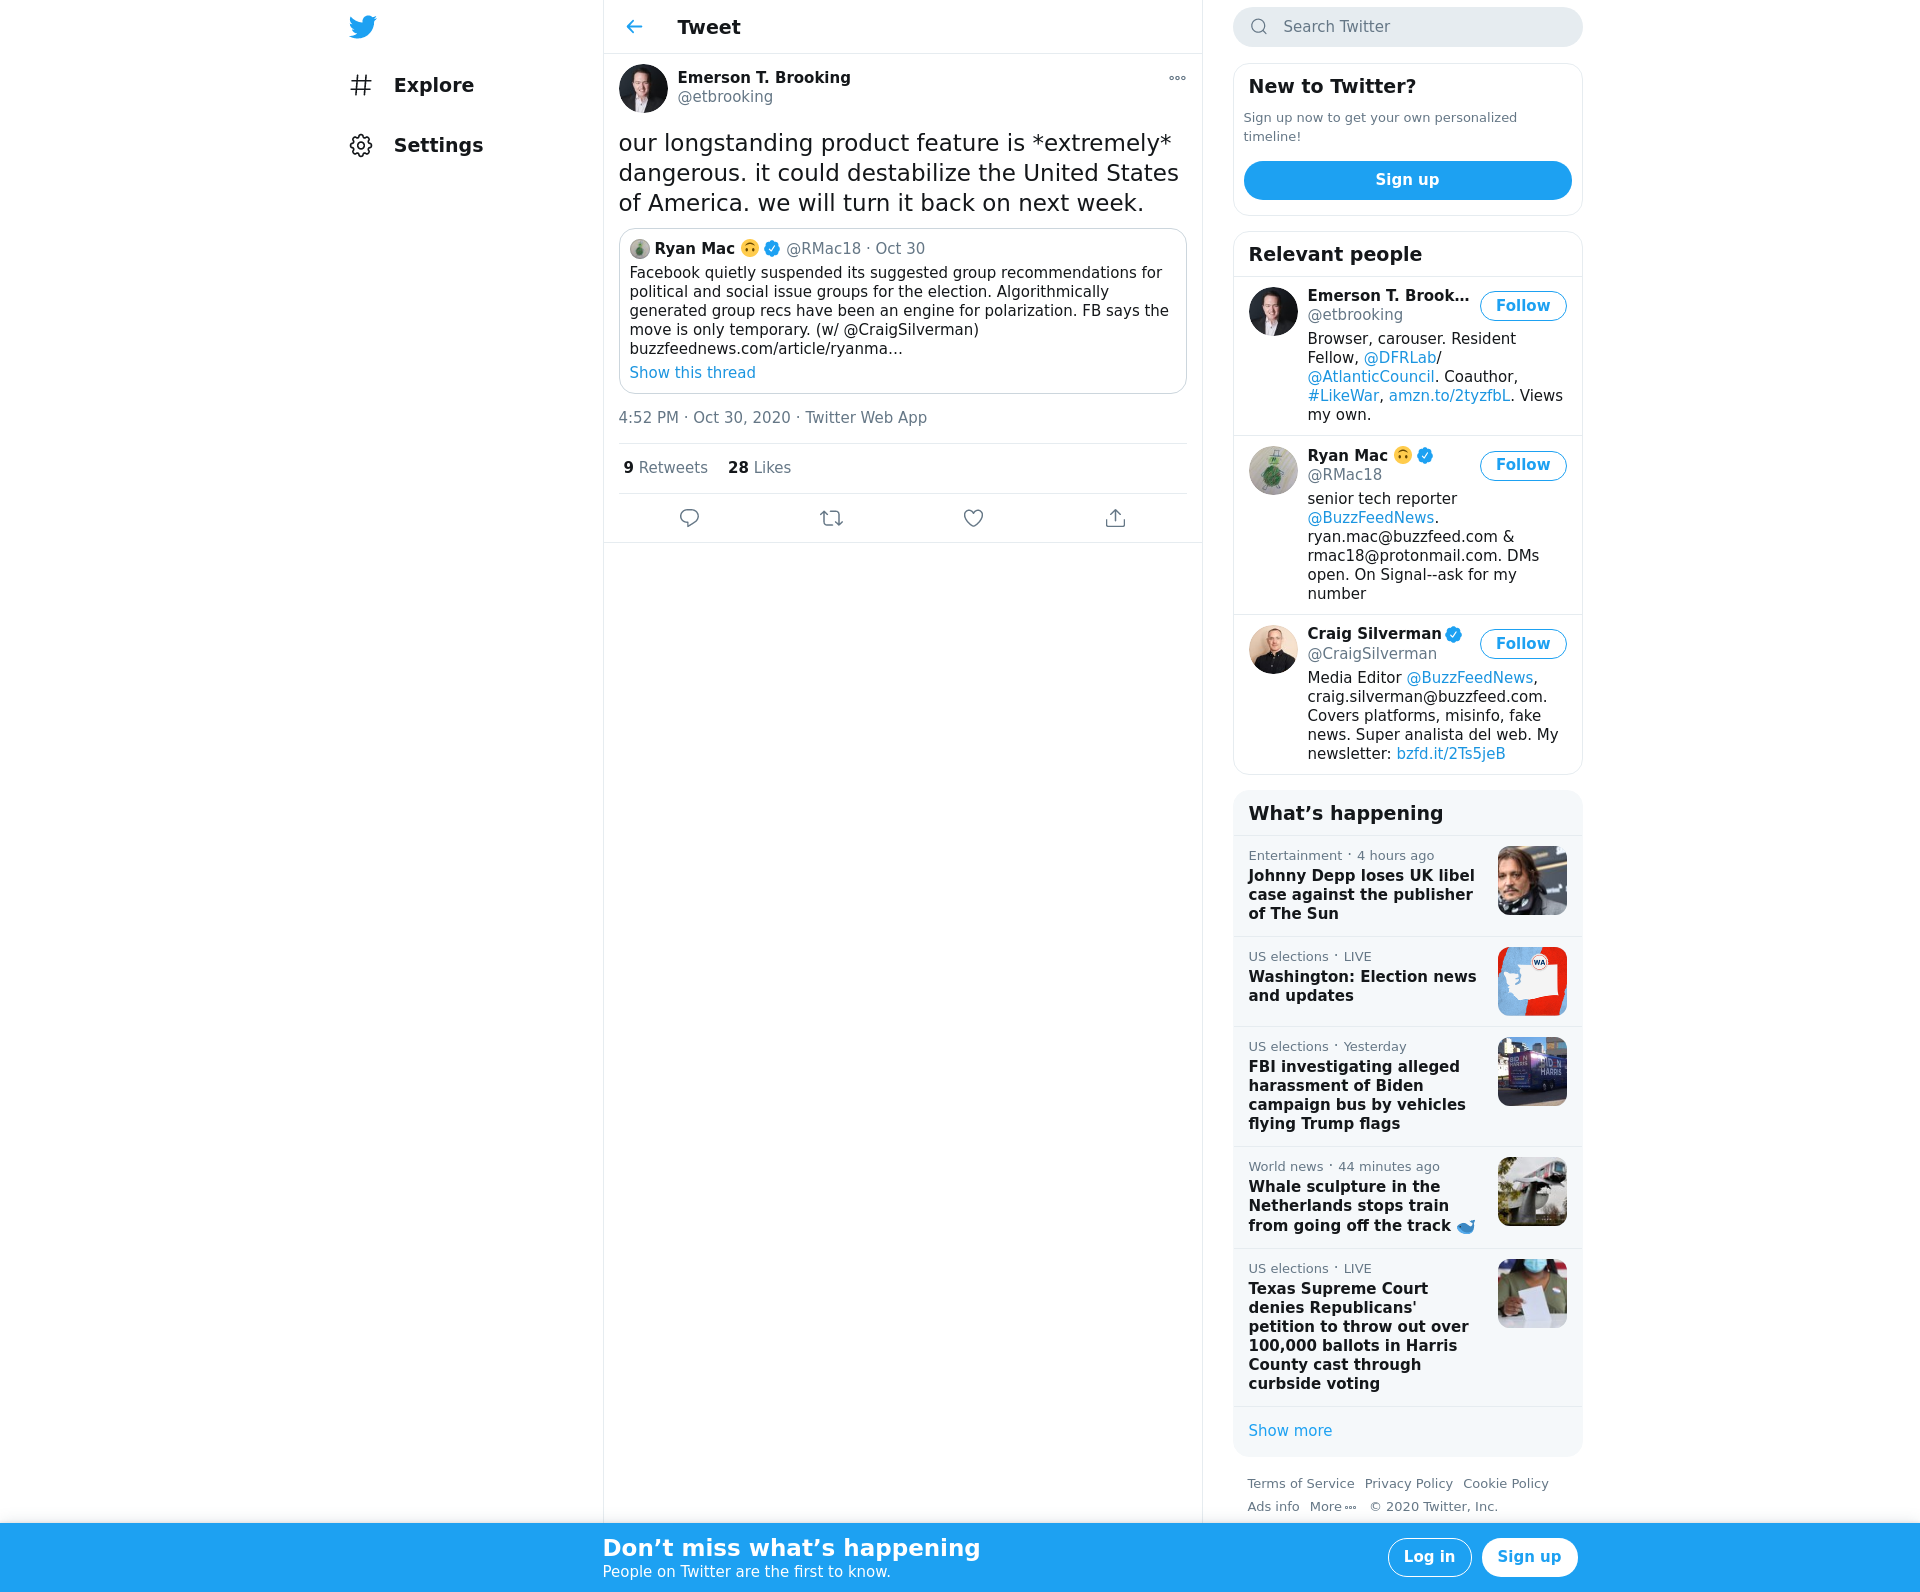 Explore
Settings
Tweet
Emerson T. Brooking
@etbrooking
our longstanding product feature is *extremely*
dangerous. it could destabilize the United States
of America. we will turn it back on next week.
Ryan Mac 🙃 @RMac18 · Oct 30
Facebook quietly suspended its suggested group recommendations for
political and social issue groups for the election. Algorithmically
generated group recs have been an engine for polarization. FB says the
move is only temporary. (w/ @CraigSilverman)
buzzfeednews.com/article/ryanma…
Show this thread
4:52 PM · Oct 30, 2020 · Twitter Web App
9 Retweets 28 Likes
Search Twitter
New to Twitter?
Sign up now to get your own personalized
timeline!
Sign up
Relevant people
Emerson T. Brook…
@etbrooking
Follow
Browser, carouser. Resident
Fellow, @DFRLab/
@AtlanticCouncil. Coauthor,
#LikeWar, amzn.to/2tyzfbL. Views
my own.
Ryan Mac 🙃
@RMac18
Follow
senior tech reporter
@BuzzFeedNews.
ryan.mac@buzzfeed.com &
rmac18@protonmail.com. DMs
open. On Signal--ask for my
number
Craig Silverman
@CraigSilverman
Follow
Media Editor @BuzzFeedNews,
craig.silverman@buzzfeed.com.
Covers platforms, misinfo, fake
news. Super analista del web. My
newsletter: bzfd.it/2Ts5jeB
What's happening
Entertainment · 4 hours ago
Johnny Depp loses UK libel
case against the publisher
of The Sun
US elections · LIVE
Washington: Election news
and updates
WA
US elections · Yesterday
FBI investigating alleged
harassment of Biden
campaign bus by vehicles
flying Trump flags
World news · 44 minutes ago
Whale sculpture in the
Netherlands stops train
from going off the track 🐳
US elections · LIVE
Texas Supreme Court
denies Republicans'
petition to throw out over
100,000 ballots in Harris
County cast through
curbside voting
Show more
Terms of Service Privacy Policy Cookie Policy
Ads info More © 2020 Twitter, Inc.
Don't miss what's happening
People on Twitter are the first to know.
Log in
Sign up